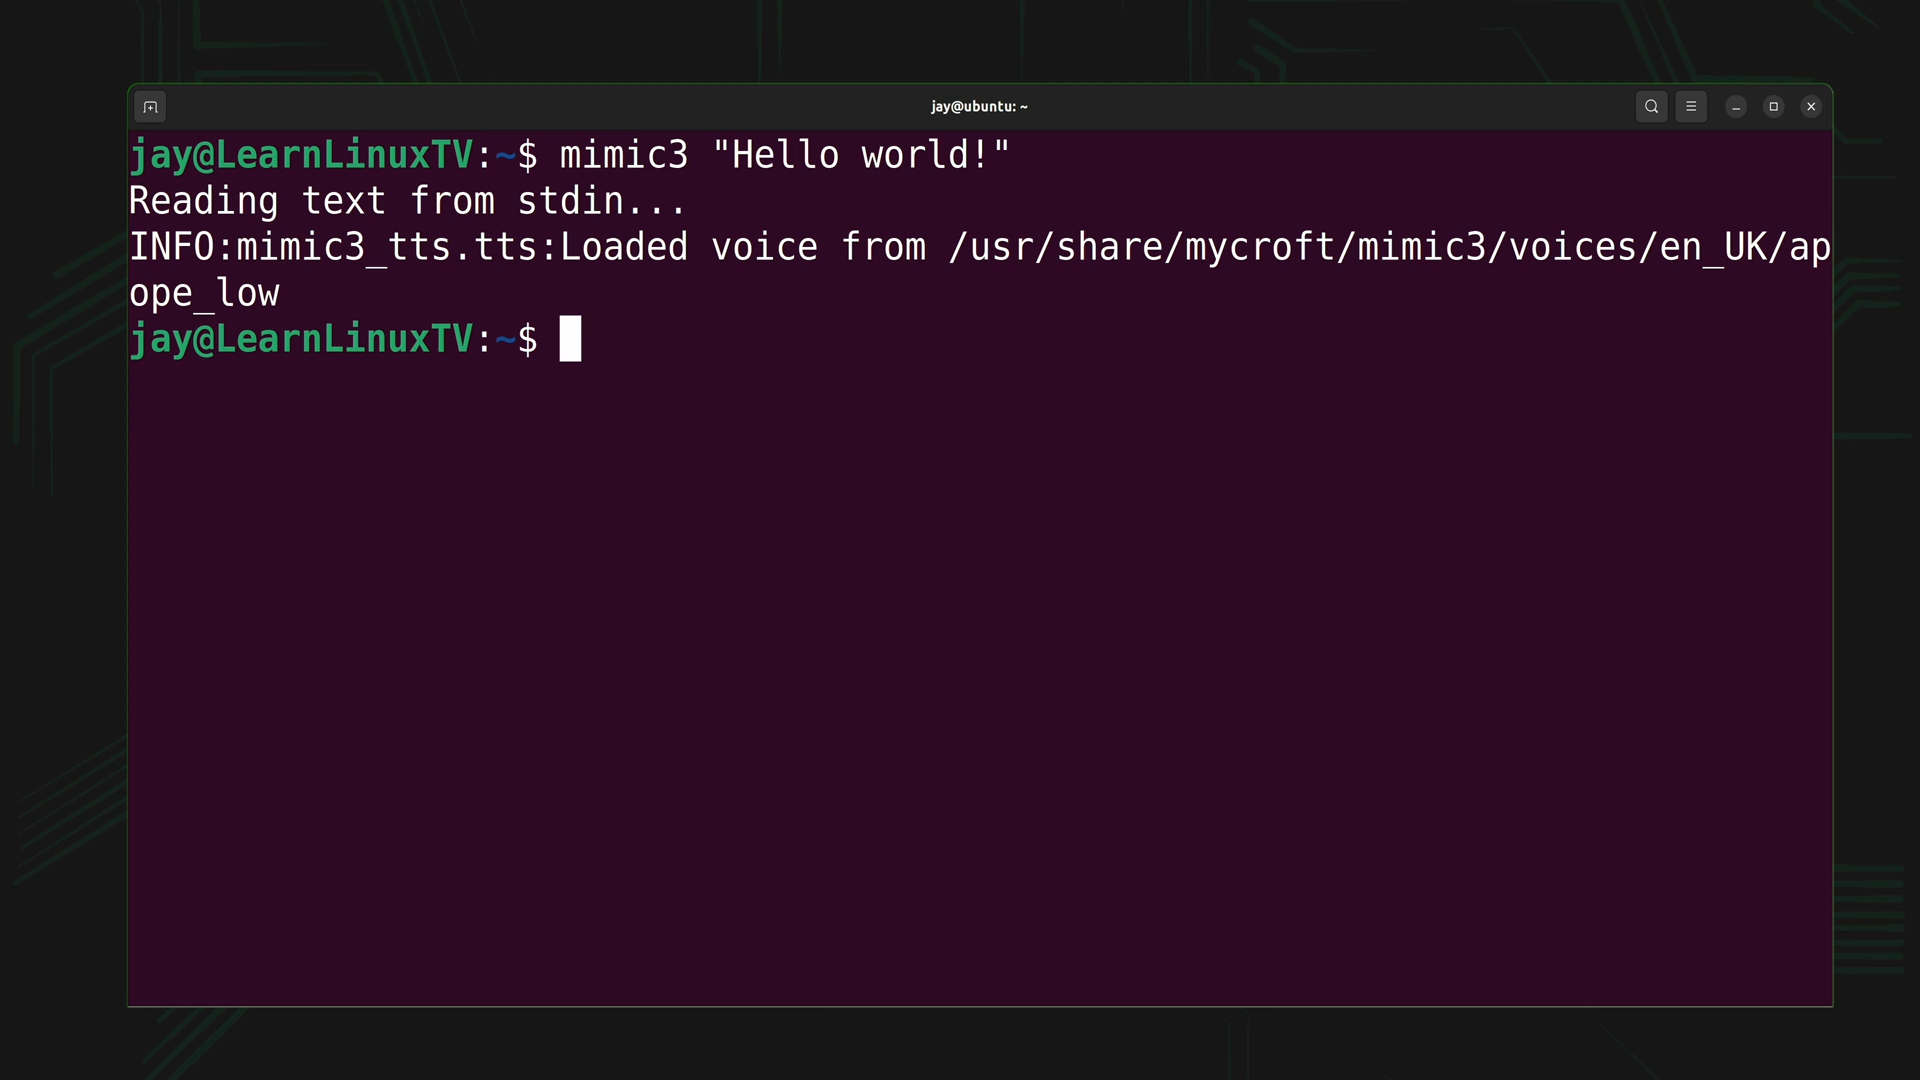 jay@ubuntu: ~
jay@LearnLinuxTV:~$ mimic3 "Hello world!"
Reading text from stdin...
INFO:mimic3_tts.tts:Loaded voice from /usr/share/mycroft/mimic3/voices/en_UK/ap
ope_low
jay@LearnLinuxTV:~$